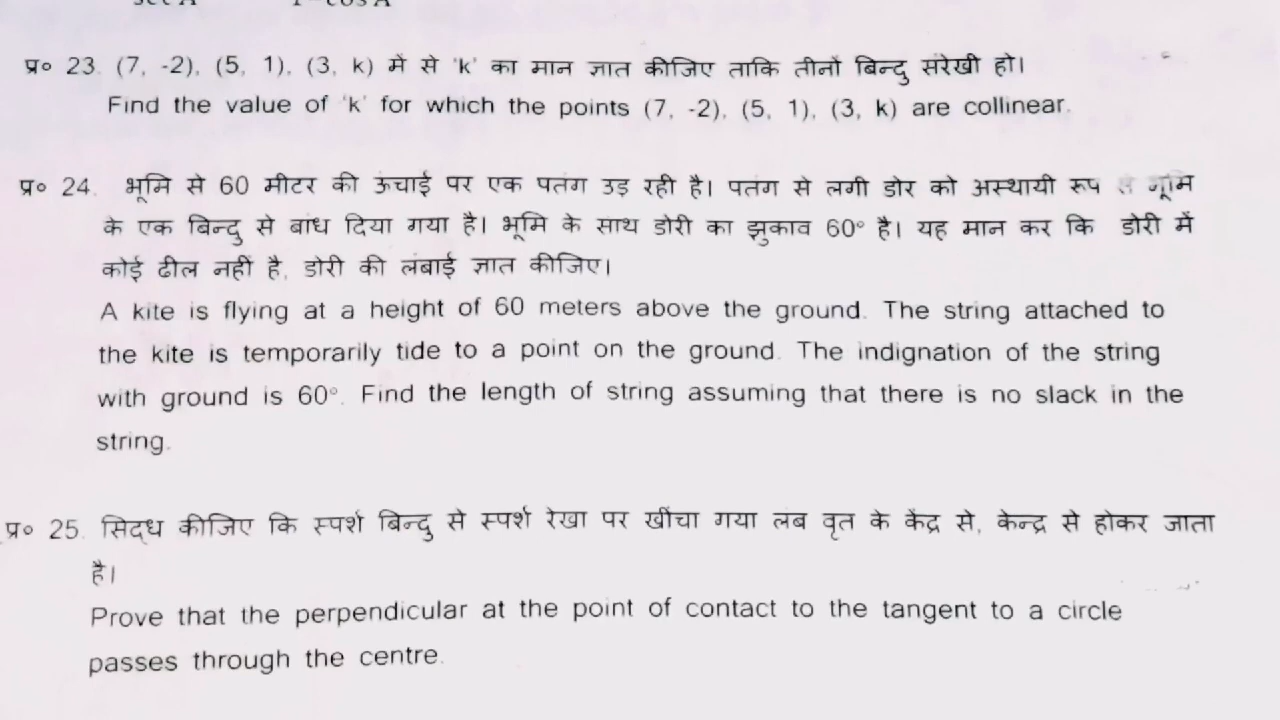 प्र० 23. (7, -2), (5, 1), (3, k) में से 'k' का मान ज्ञात कीजिए ताकि तीनों बिन्दु संरेखी हो।
Find the value of 'k' for which the points (7, -2), (5, 1), (3, k) are collinear.
प्र० 24. भूमि से 60 मीटर की ऊंचाई पर एक पतंग उड़ रही है। पतंग से लगी डोर को अस्थायी रूप से भूमि
के एक बिन्दु से बांध दिया गया है। भूमि के साथ डोरी का झुकाव 60° है। यह मान कर कि डोरी में
कोई ढील नहीं है, डोरी की लंबाई ज्ञात कीजिए।
A kite is flying at a height of 60 meters above the ground. The string attached to
the kite is temporarily tide to a point on the ground. The indignation of the string
with ground is 60°. Find the length of string assuming that there is no slack in the
string.
प्र० 25. सिद्ध कीजिए कि स्पर्श बिन्दु से स्पर्श रेखा पर खींचा गया लंब वृत के केंद्र से, केन्द्र से होकर जाता
है।
Prove that the perpendicular at the point of contact to the tangent to a circle
passes through the centre.